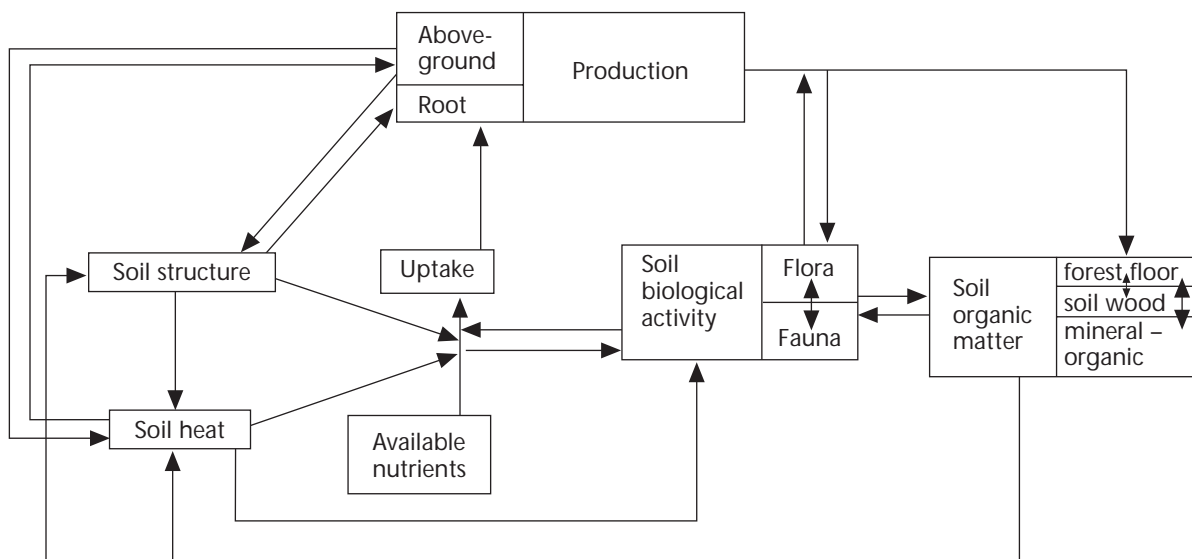 Above-
ground
Production
Root
Soil structure
Uptake
Soil
biological
activity
Flora
Fauna
Soil
organic
matter
forest floor
soil wood
mineral –
organic
Soil heat
Available
nutrients